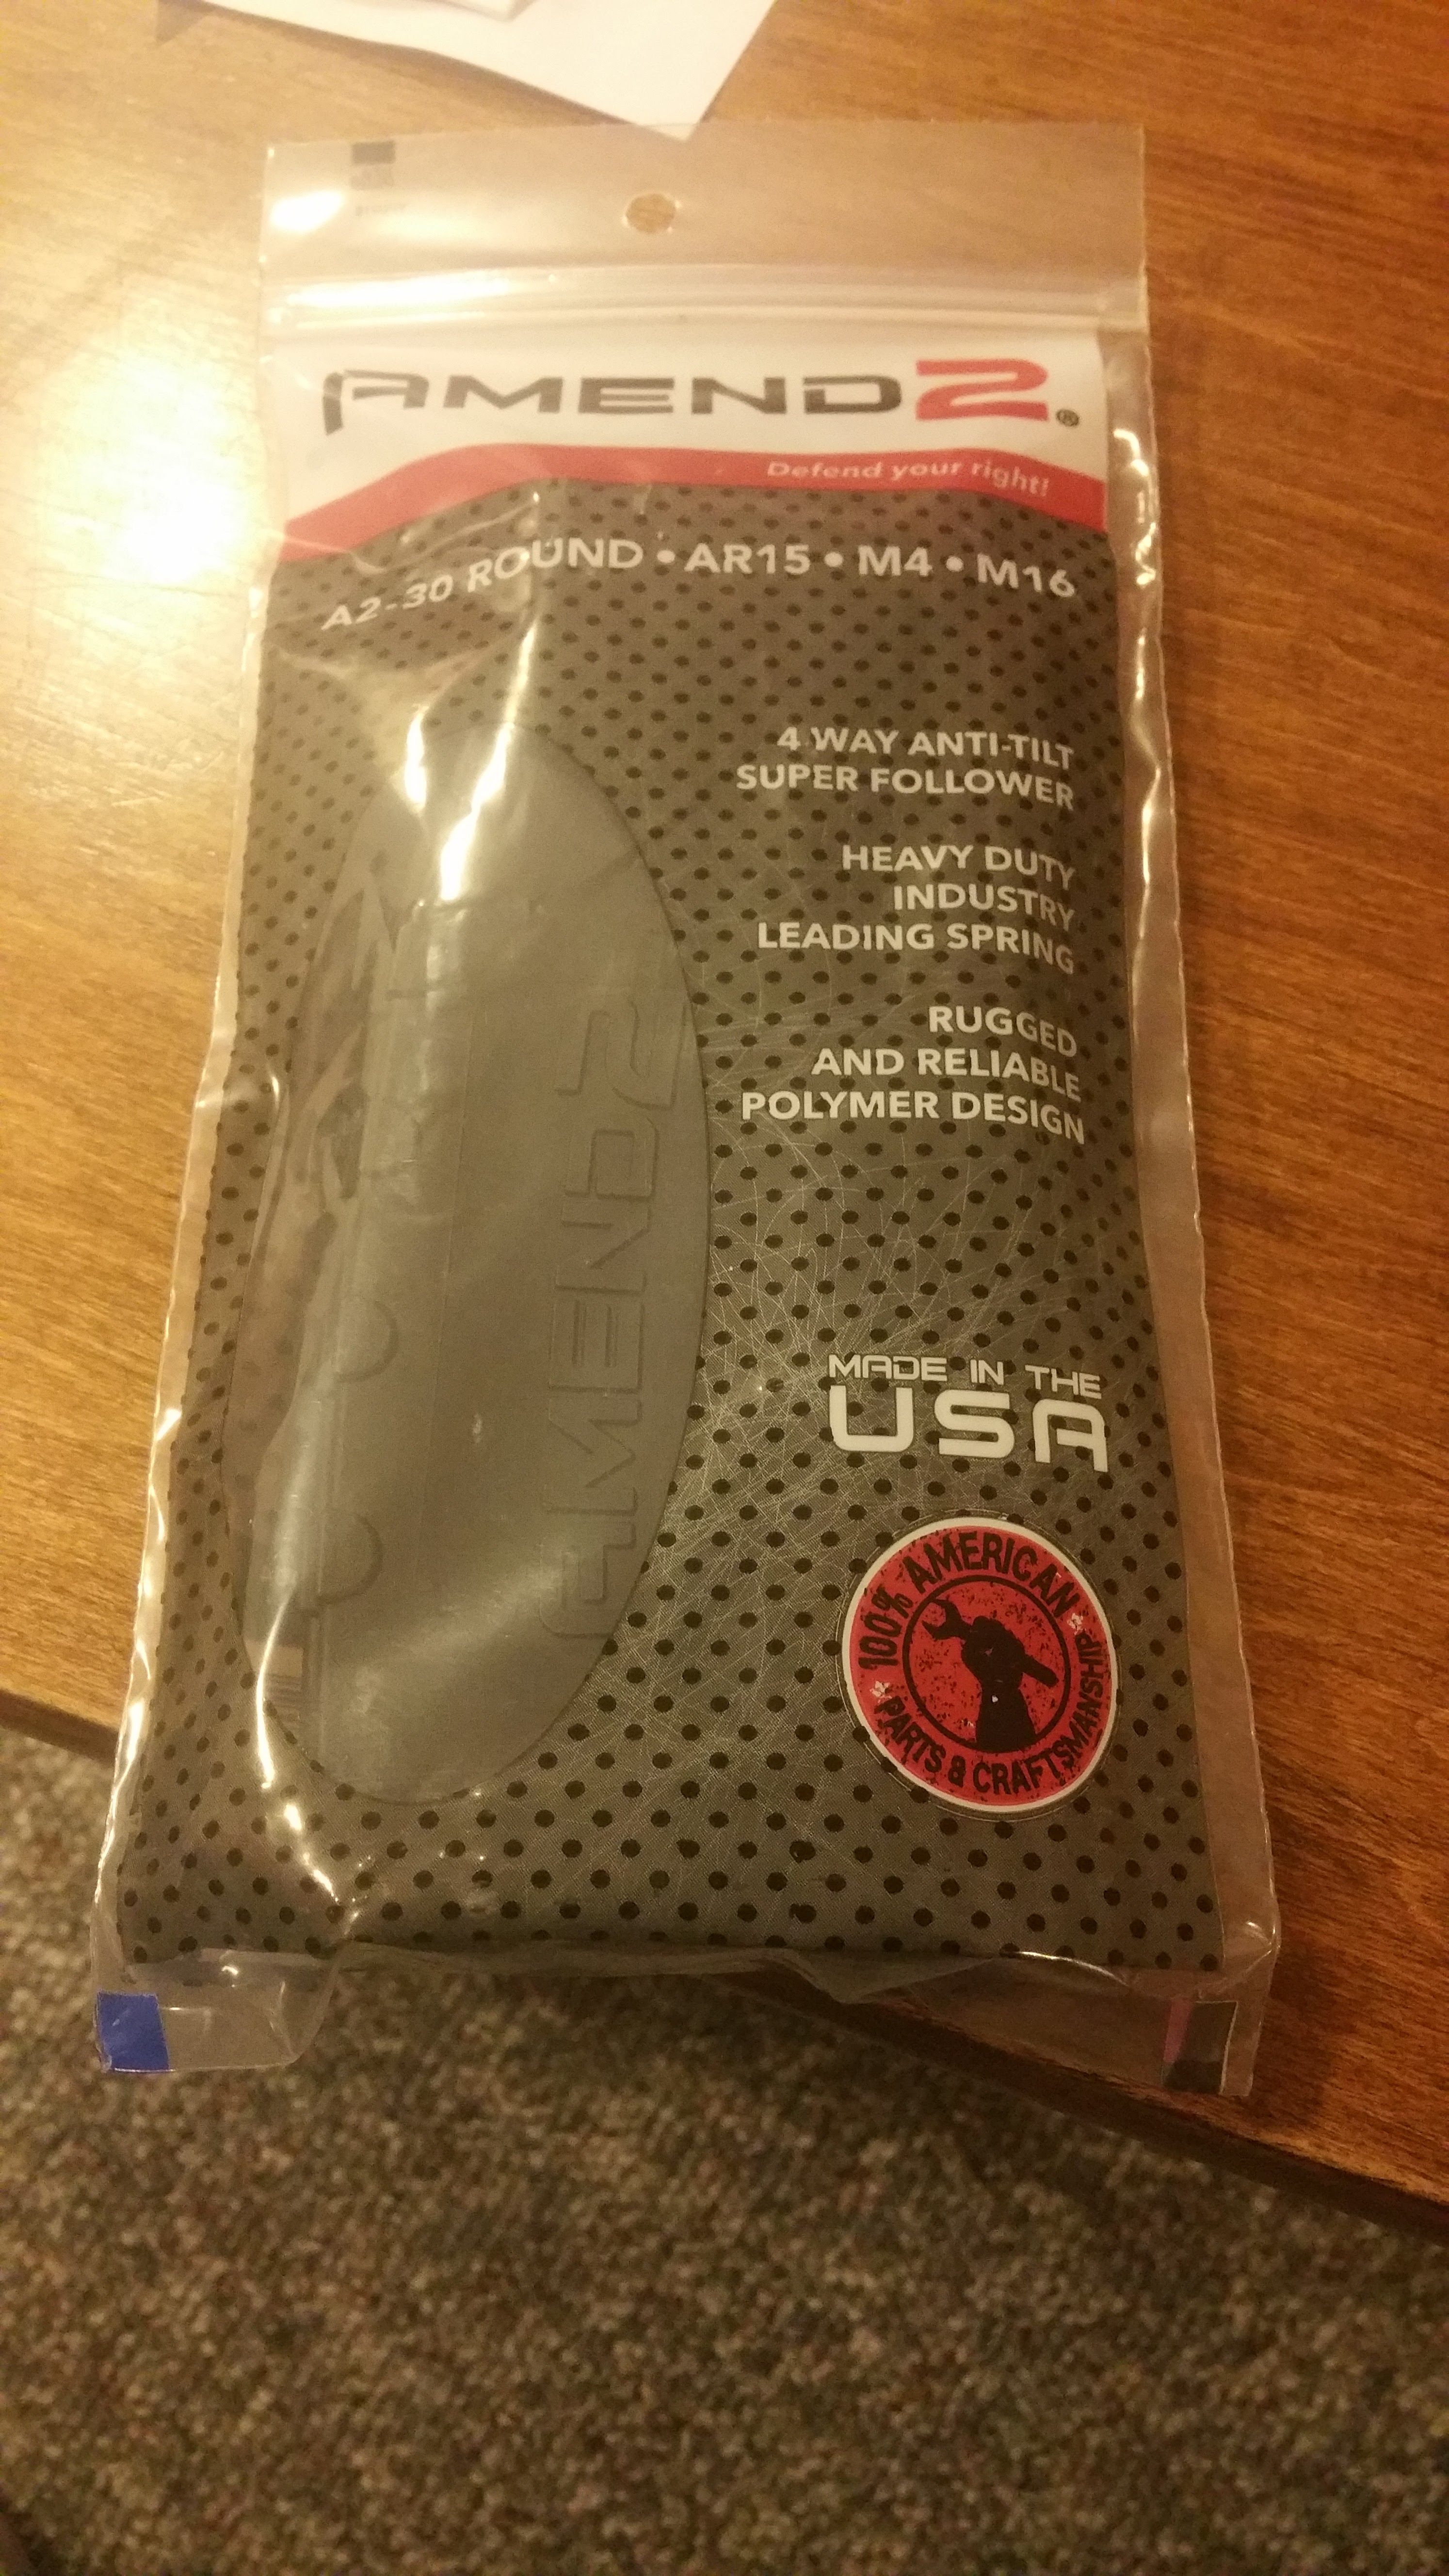 AMEND2®
Defend your right!
A2-30 ROUND • AR15 • M4 • M16
4 WAY ANTI-TILT
SUPER FOLLOWER
HEAVY DUTY
INDUSTRY
LEADING SPRING
RUGGED
AND RELIABLE
POLYMER DESIGN
AMEND2
MADE IN THE
USA
100% AMERICAN
PARTS & CRAFTSMANSHIP